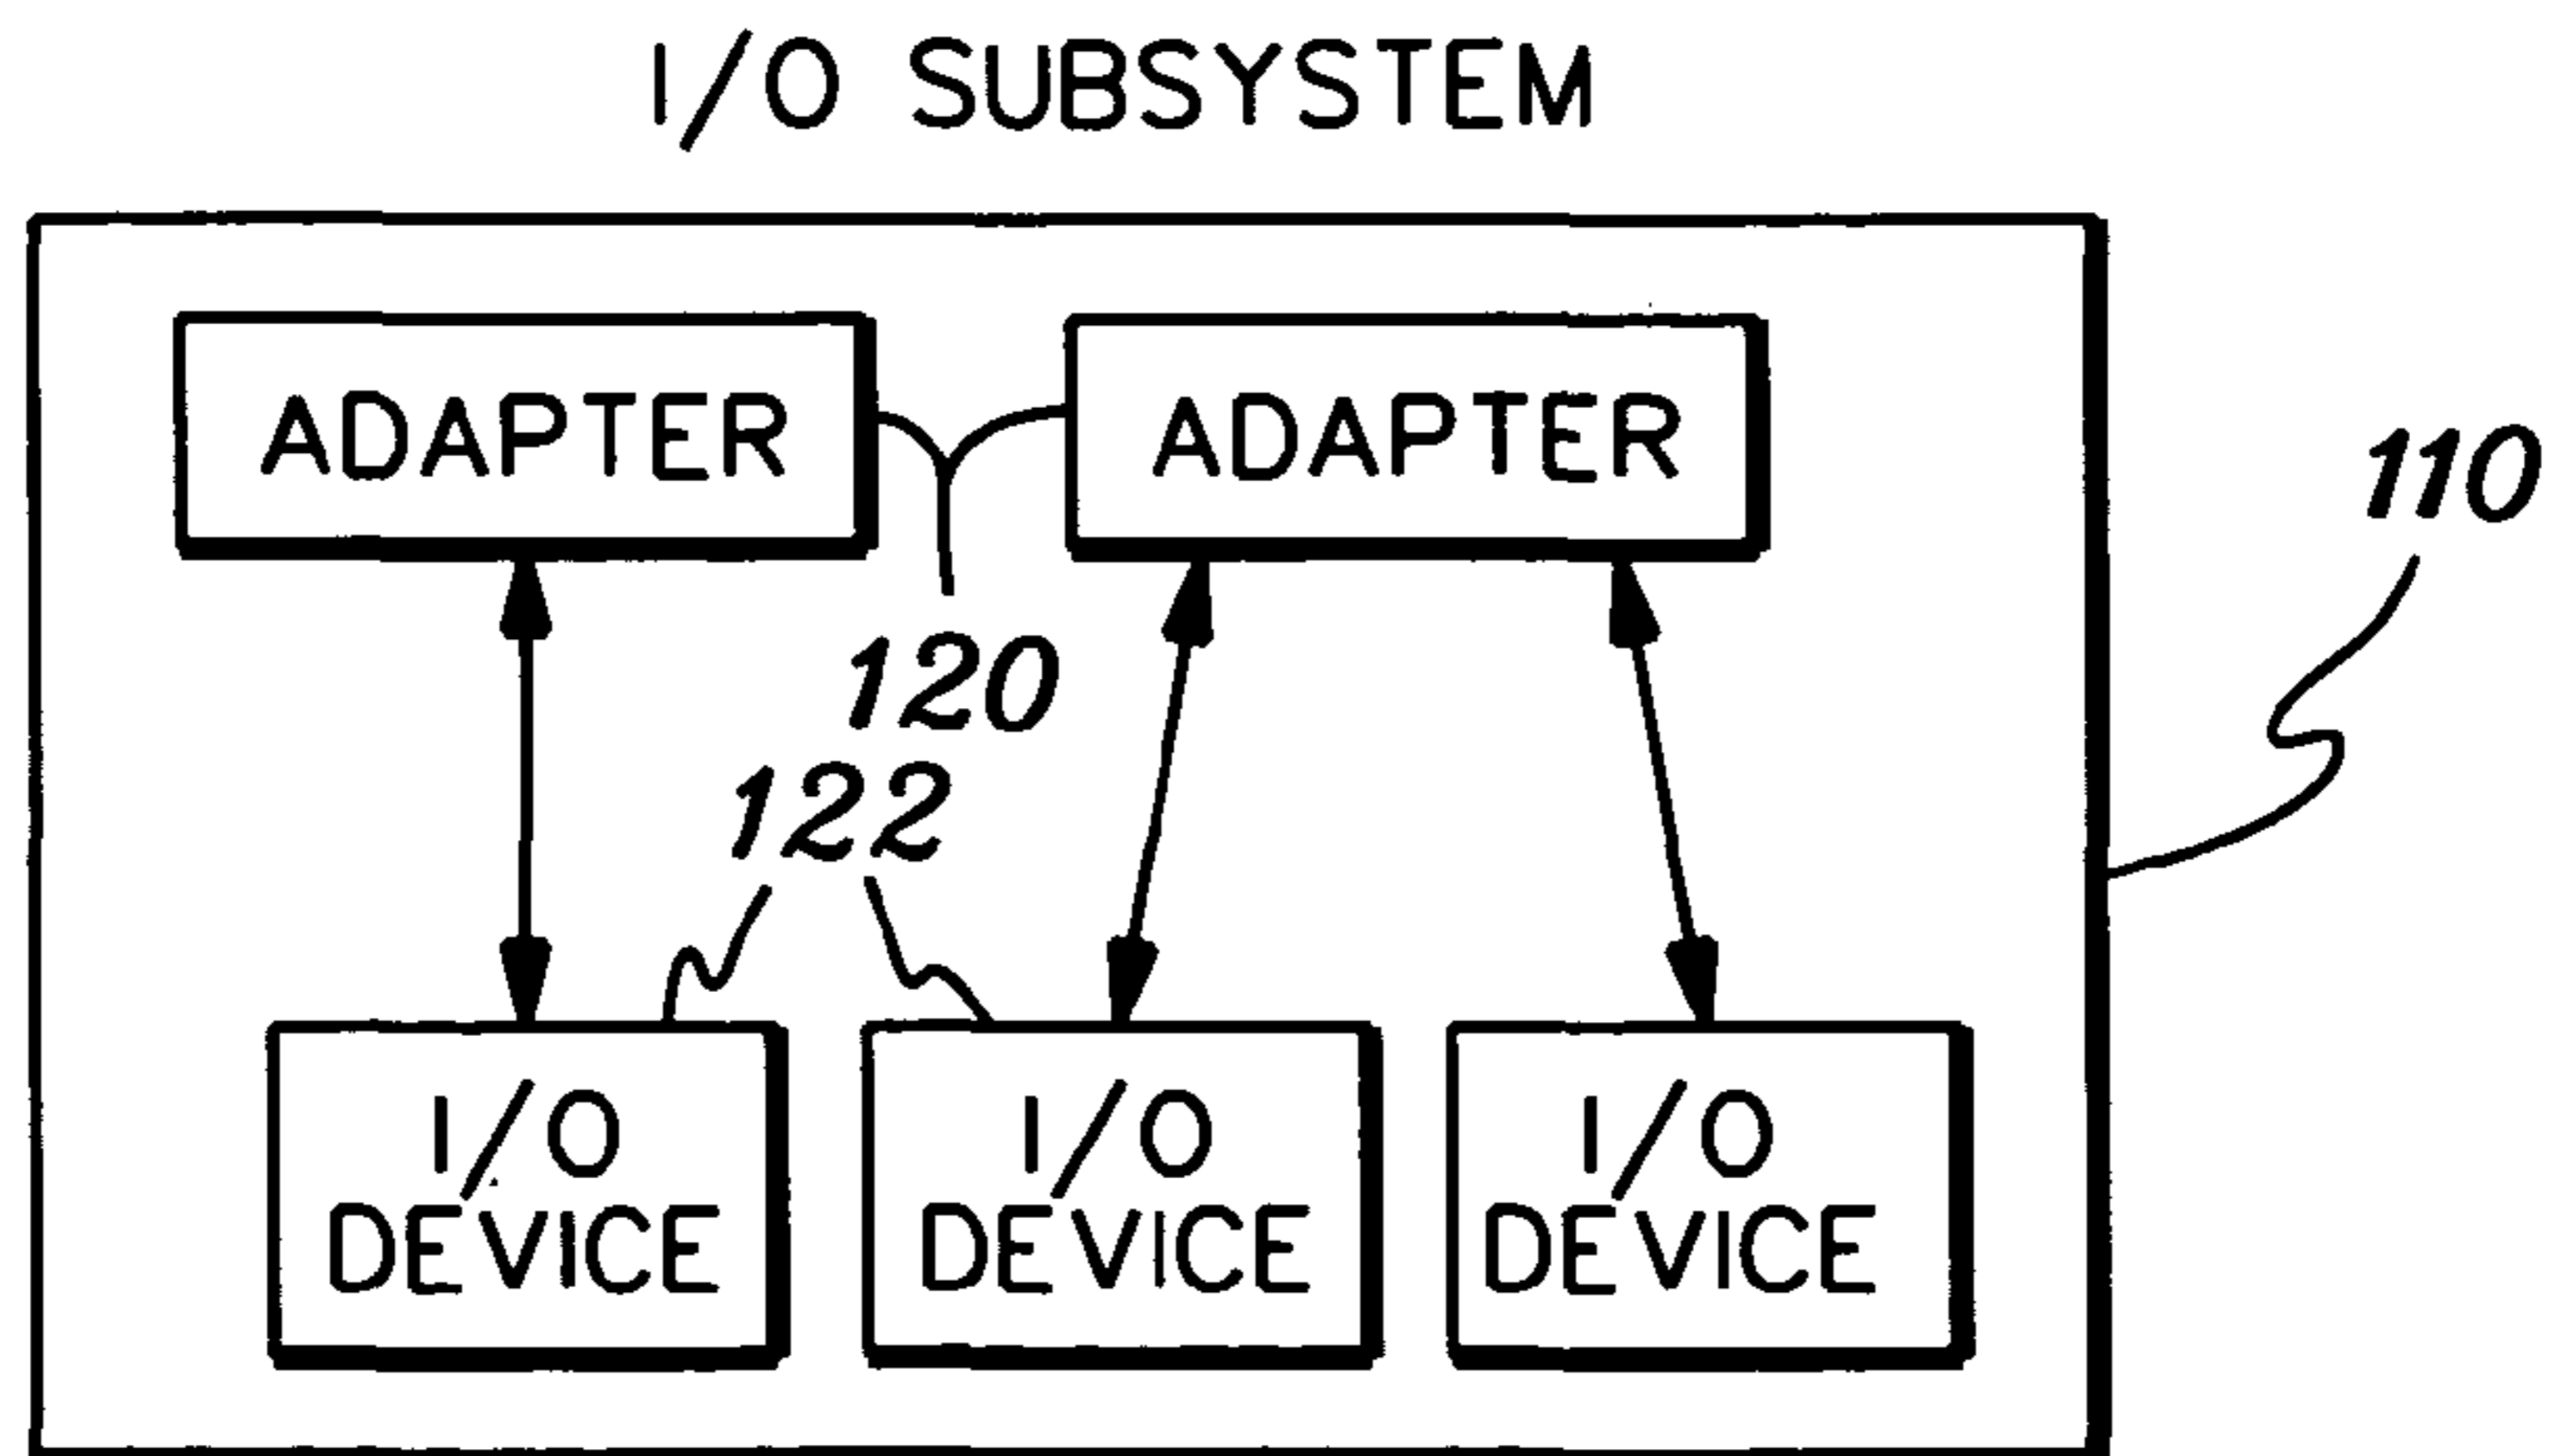 I/O SUBSYSTEM
ADAPTER
ADAPTER
110
120
122
I/O
DEVICE
I/O
DEVICE
I/O
DEVICE